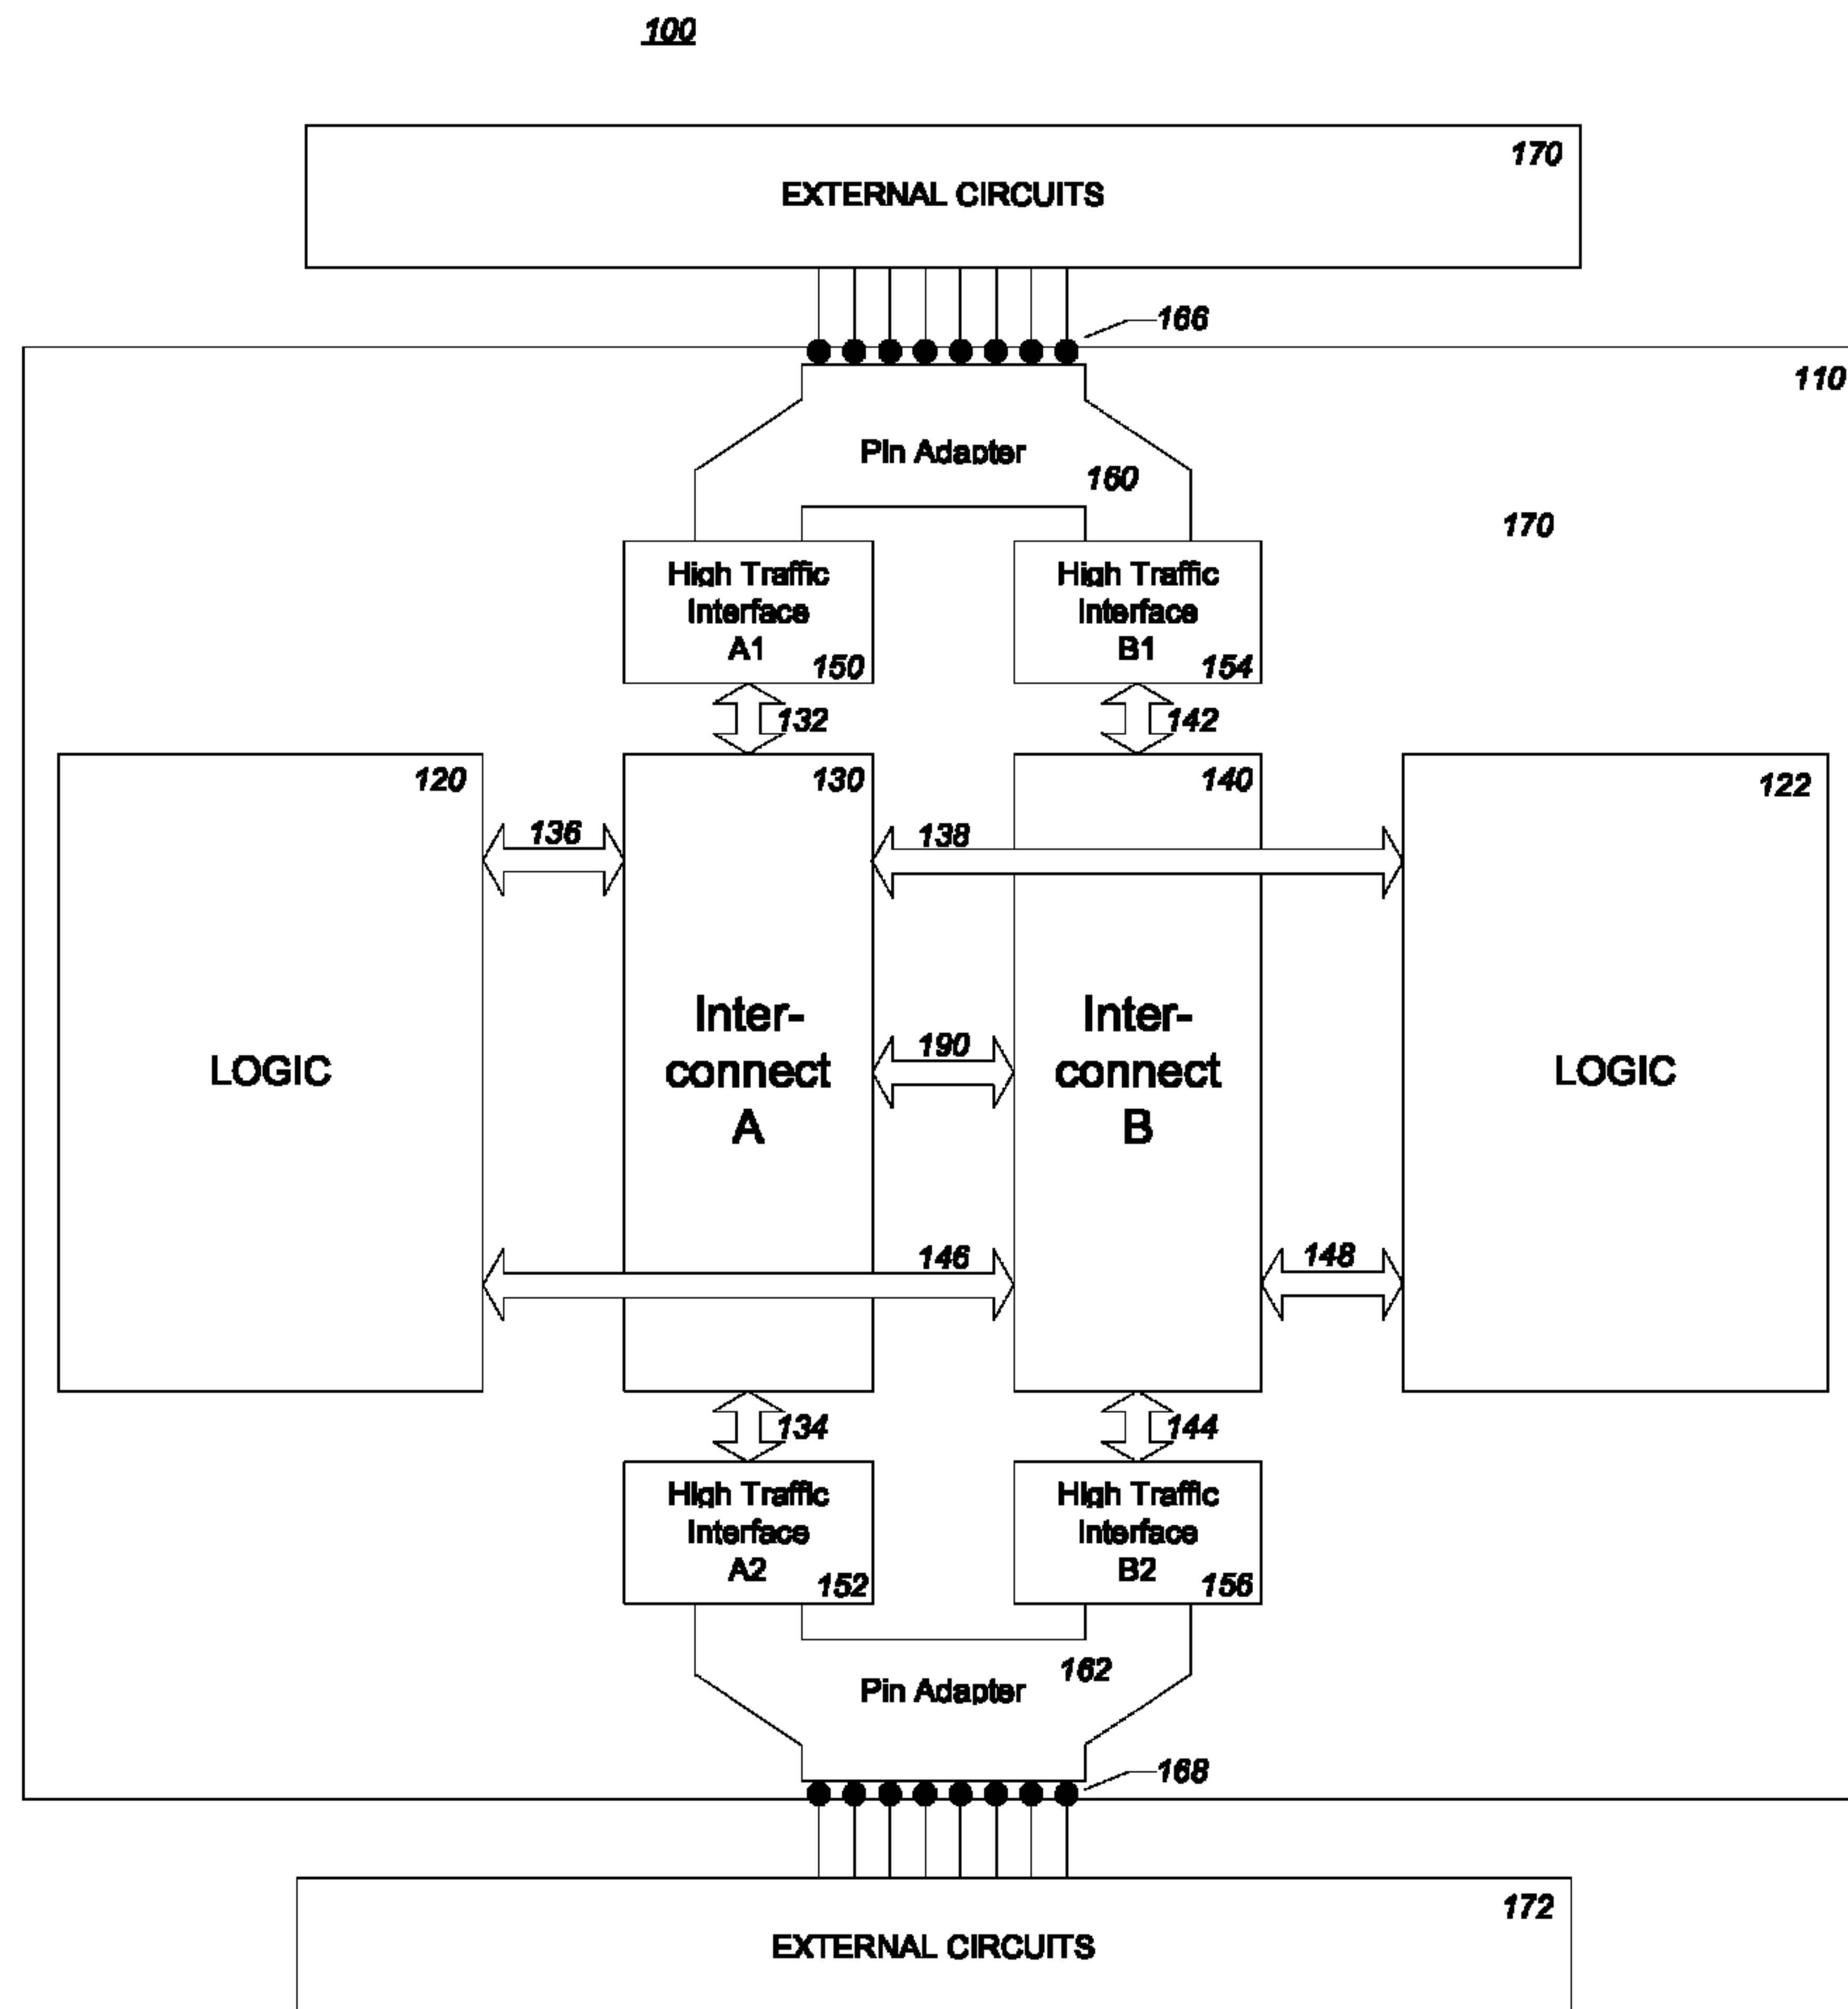 100
170
EXTERNAL CIRCUITS
166
110
Pin Adapter
160
170
High Traffic
Interface
A1
150
High Traffic
Interface
B1
154
132
142
120
130
140
122
136
138
LOGIC
Inter-
connect
A
190
Inter-
connect
B
LOGIC
146
148
134
144
High Traffic
Interface
A2
152
High Traffic
Interface
B2
156
162
Pin Adapter
168
172
EXTERNAL CIRCUITS